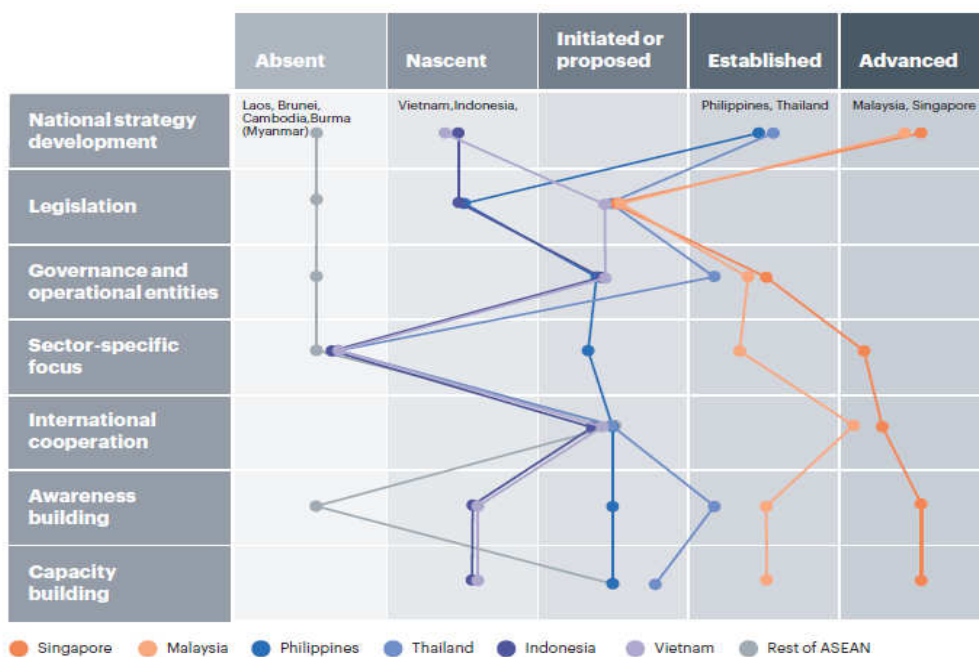 Absent
Nascent
Initiated or
proposed
Established
Advanced
National strategy
development
Laos, Brunei,
Cambodia,Burma
(Myanmar)
Vietnam,Indonesia,
Philippines, Thailand
Malaysia, Singapore
Legislation
Governance and
operational entities
Sector-specific
focus
International
cooperation
Awareness
building
Capacity
building
Singapore
Malaysia
Philippines
Thailand
Indonesia
Vietnam
Rest of ASEAN